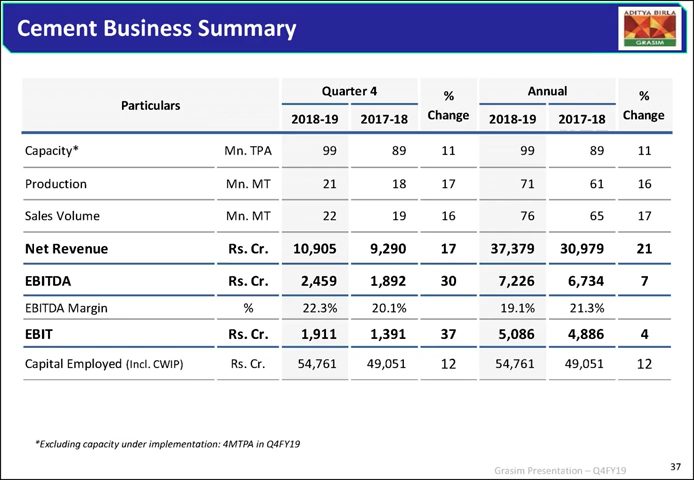 Cement Business Summary
ADITYA BIRLA
GRASIM
Particulars Quarter 4 % Change Annual % Change
2018-19 2017-18 2018-19 2017-18
Capacity* Mn. TPA 99 89 11 99 89 11
Production Mn. MT 21 18 17 71 61 16
Sales Volume Mn. MT 22 19 16 76 65 17
Net Revenue Rs. Cr. 10,905 9,290 17 37,379 30,979 21
EBITDA Rs. Cr. 2,459 1,892 30 7,226 6,734 7
EBITDA Margin % 22.3% 20.1% 19.1% 21.3%
EBIT Rs. Cr. 1,911 1,391 37 5,086 4,886 4
Capital Employed (Incl. CWIP) Rs. Cr. 54,761 49,051 12 54,761 49,051 12
*Excluding capacity under implementation: 4MTPA in Q4FY19
Grasim Presentation – Q4FY19 37